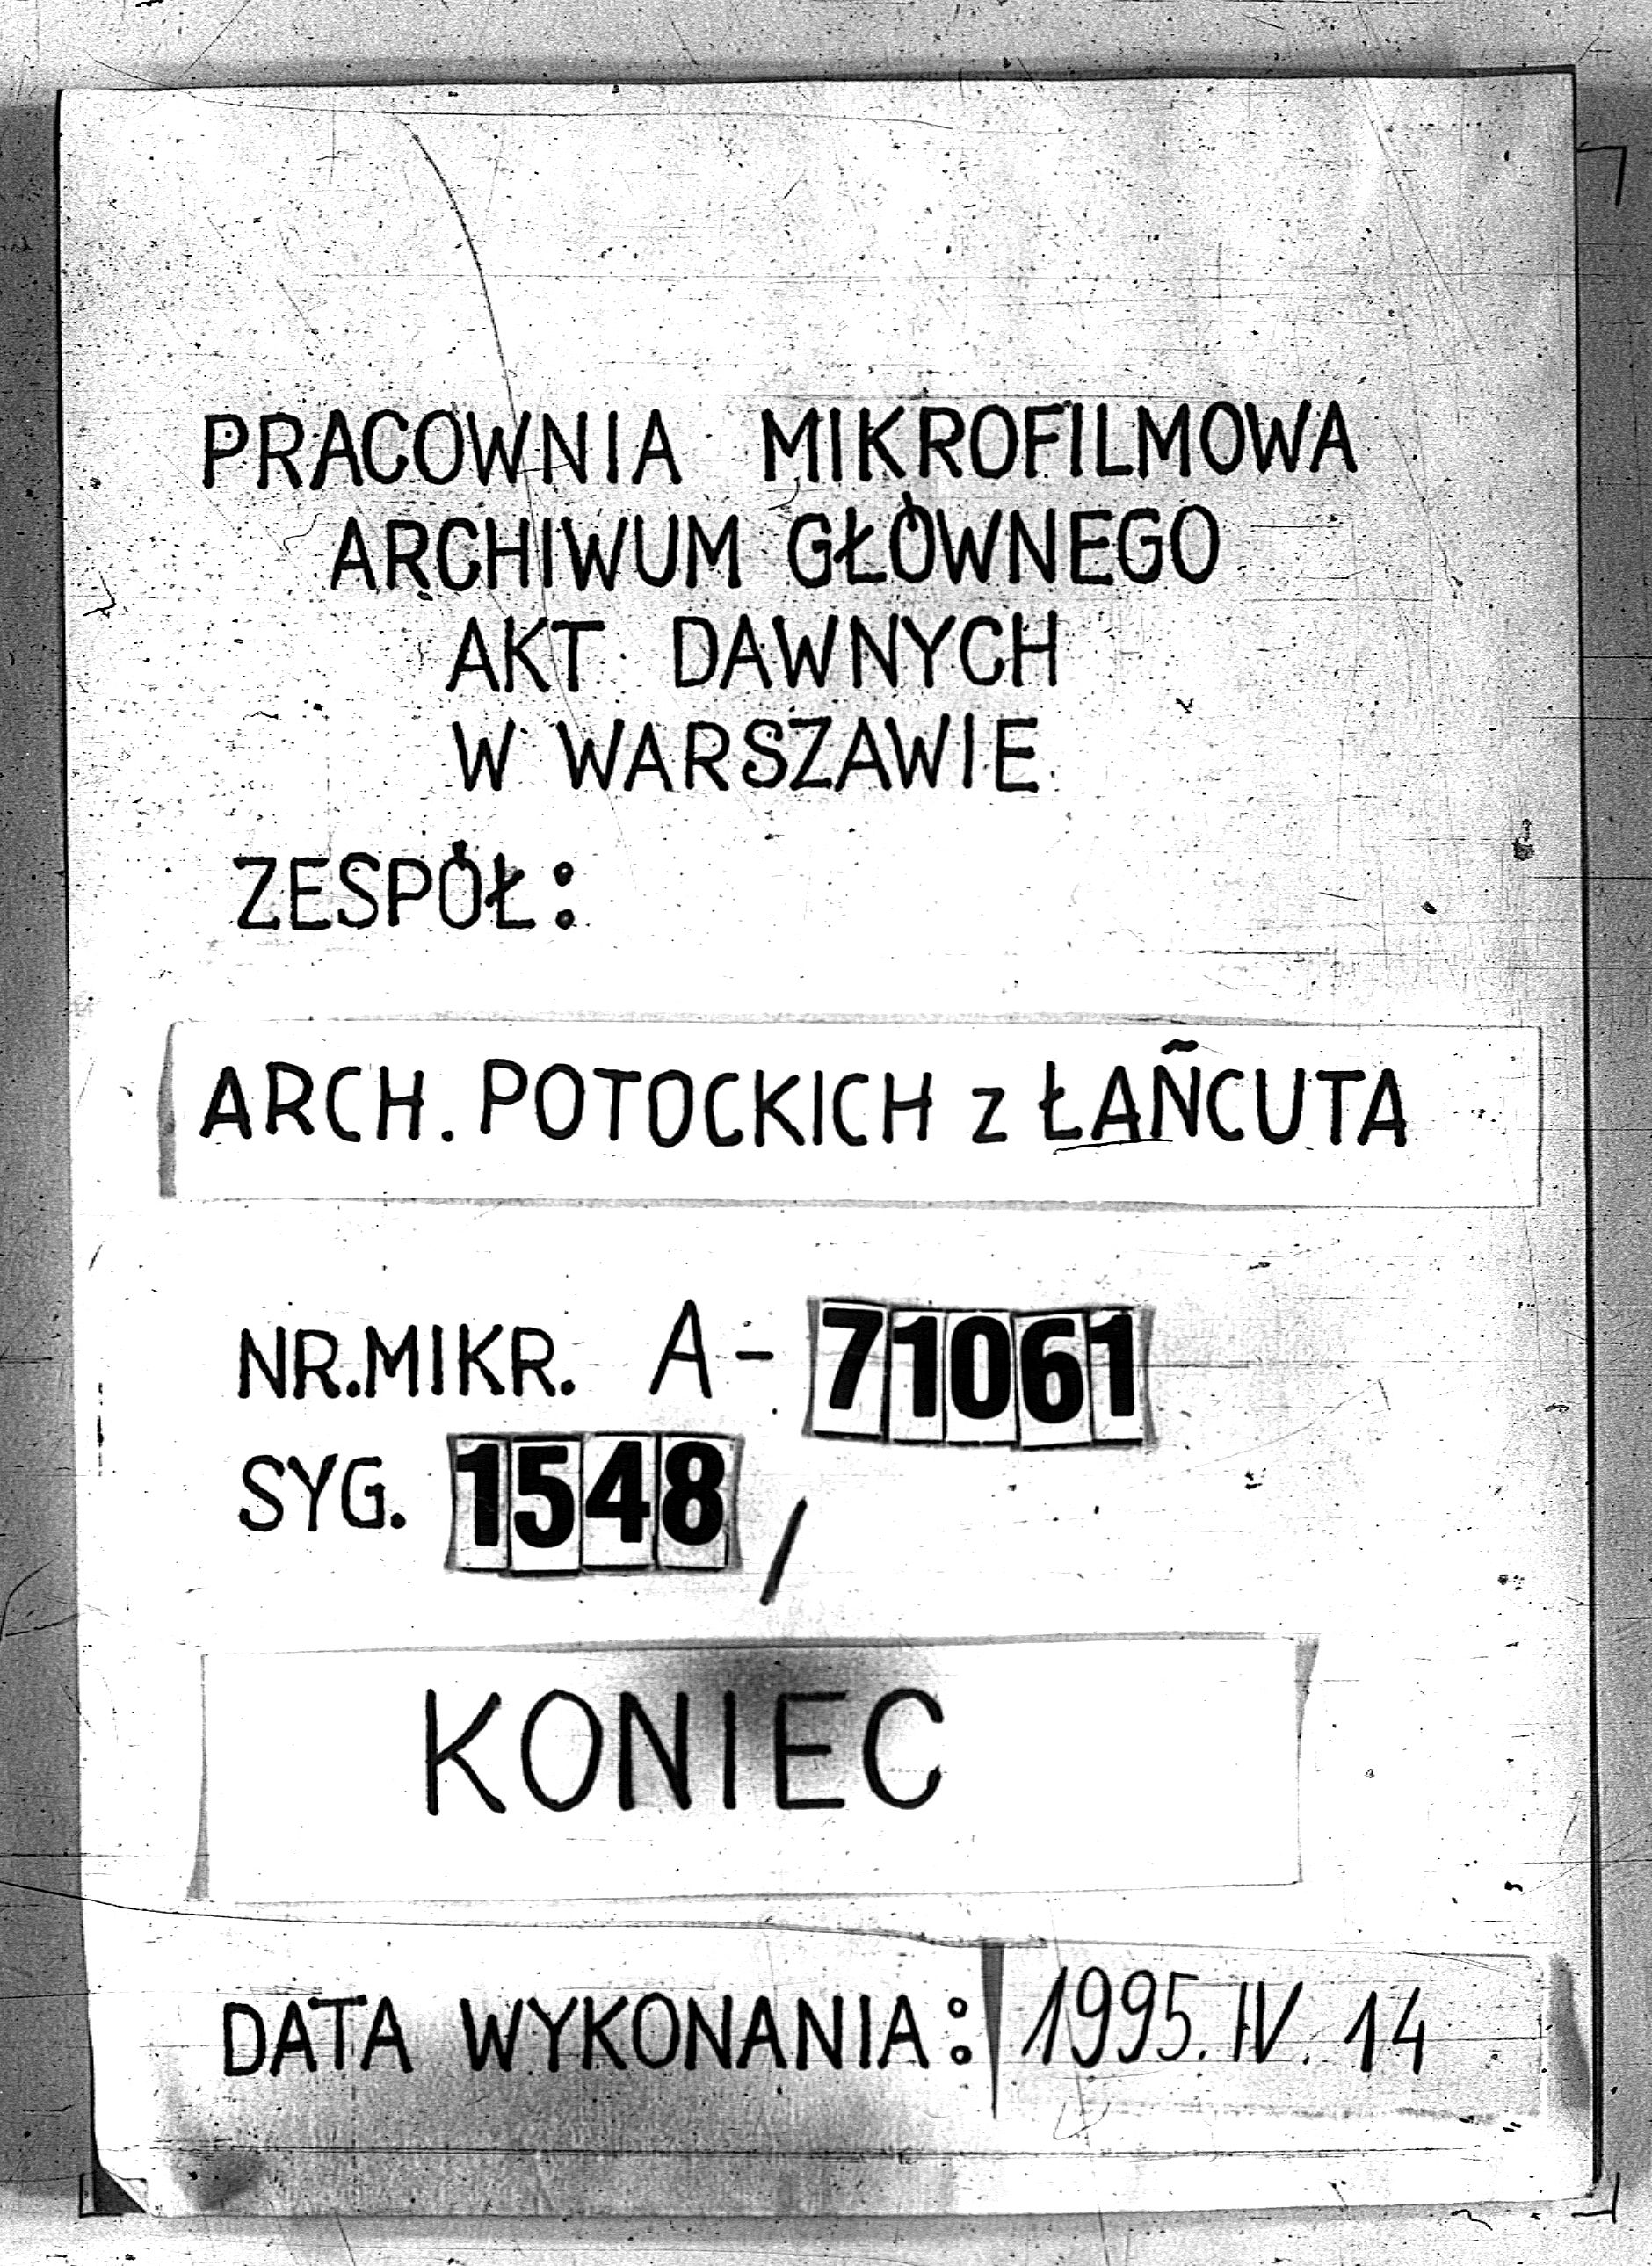 PRACOWNIA MIKROFILMOWA
ARCHIWUM GŁÓWNEGO
AKT DAWNYCH
W WARSZAWIE
ZESPÓŁ:
ARCH. POTOCKICH z ŁAŃCUTA
NR.MIKR. A-71061
SYG. 1548/
KONIEC
DATA WYKONANIA: 1995.IV.14